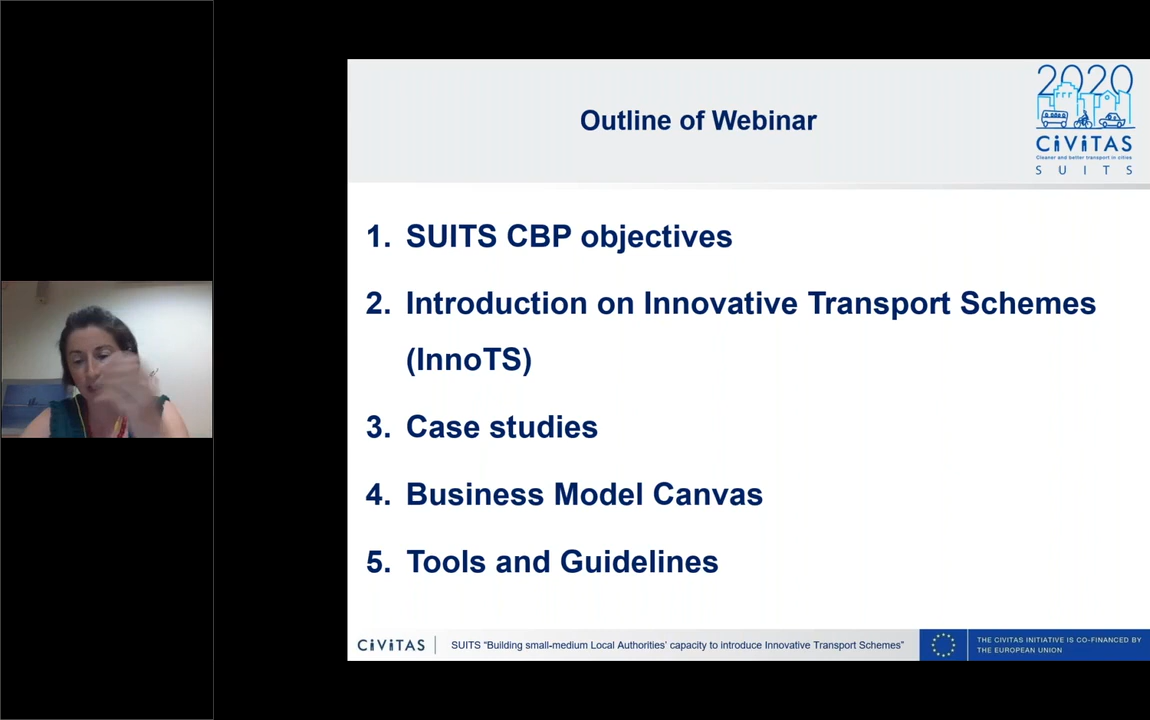 Outline of Webinar
2020
CiViTAS
Cleaner and better transport in cities
S U I T S
1. SUITS CBP objectives
2. Introduction on Innovative Transport Schemes
(InnoTS)
3. Case studies
4. Business Model Canvas
5. Tools and Guidelines
CiViTAS
SUITS “Building small-medium Local Authorities’ capacity to introduce Innovative Transport Schemes”
THE CIVITAS INITIATIVE IS CO-FINANCED BY
THE EUROPEAN UNION